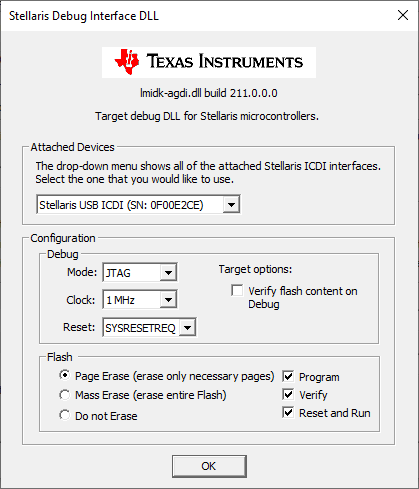 Stellaris Debug Interface DLL
TEXAS INSTRUMENTS
lmidk-agdi.dll build 211.0.0.0
Target debug DLL for Stellaris microcontrollers.
Attached Devices
The drop-down menu shows all of the attached Stellaris ICDI interfaces.
Select the one that you would like to use.
Stellaris USB ICDI (SN: 0F00E2CE)
Configuration
Debug
Mode: JTAG
Clock: 1 MHz
Reset: SYSRESETREQ
Target options:
Verify flash content on
Debug
Flash
Page Erase (erase only necessary pages)
Mass Erase (erase entire Flash)
Do not Erase
Program
Verify
Reset and Run
OK